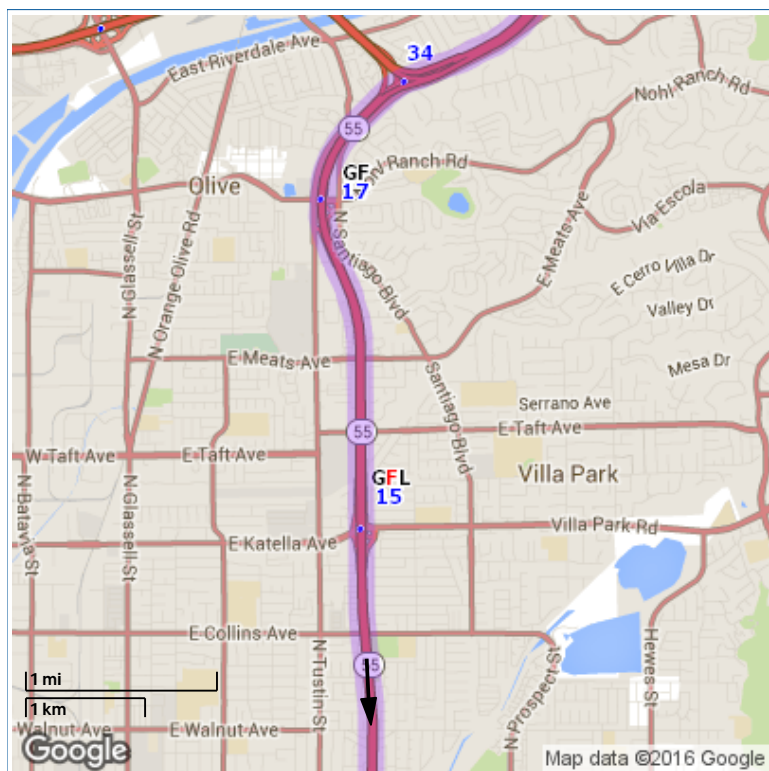 East Riverdale Ave
34
Nohl Ranch Rd
55
Nohl Ranch Rd
GF
17
Olive
N Glassell St
N Orange Olive Rd
N Santiago Blvd
E Meats Ave
Via Escola
E Cerro Villa Dr
Valley Dr
E Meats Ave
Mesa Dr
Santiago Blvd
Serrano Ave
55
E Taft Ave
W Taft Ave
E Taft Ave
GFL
15
Villa Park
N Batavia St
N Glassell St
E Katella Ave
Villa Park Rd
E Collins Ave
N Tustin St
55
N Prospect St
Hewes St
1 mi
1 km
Walnut Ave
E Walnut Ave
Google
Map data ©2016 Google